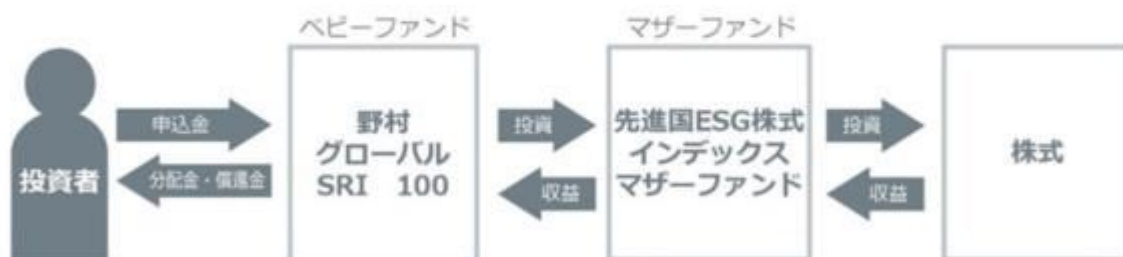 ベビーファンド
マザーファンド
投資者
申込金
分配金・償還金
野村
グローバル
SRI 100
投資
収益
先進国ESG株式
インデックス
マザーファンド
投資
収益
株式